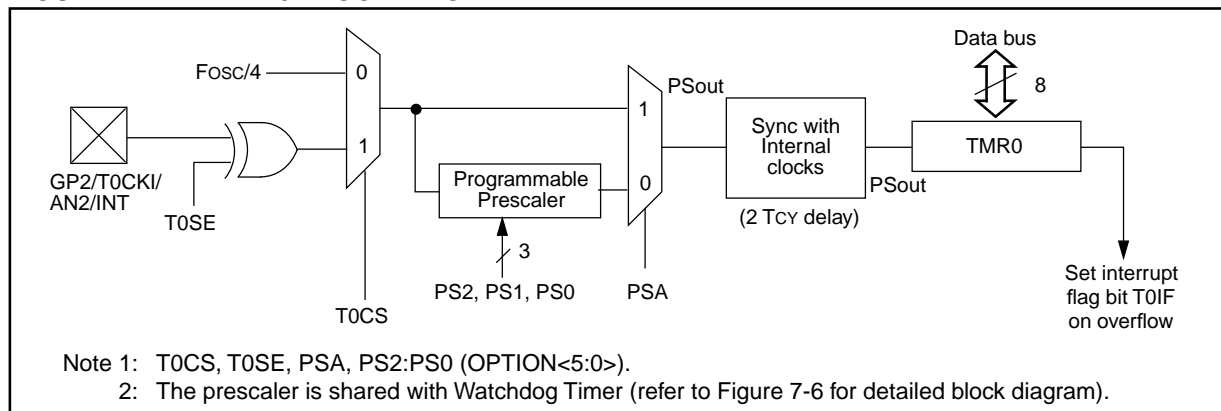 Data bus
8
FOSC/4
0
1
PSout
1
0
Sync with
Internal
clocks
TMR0
GP2/T0CKI/
AN2/INT
T0SE
Programmable
Prescaler
PSout
(2 TCY delay)
3
PS2, PS1, PS0
PSA
T0CS
Set interrupt
flag bit T0IF
on overflow
Note 1: T0CS, T0SE, PSA, PS2:PS0 (OPTION<5:0>).
2: The prescaler is shared with Watchdog Timer (refer to Figure 7-6 for detailed block diagram).